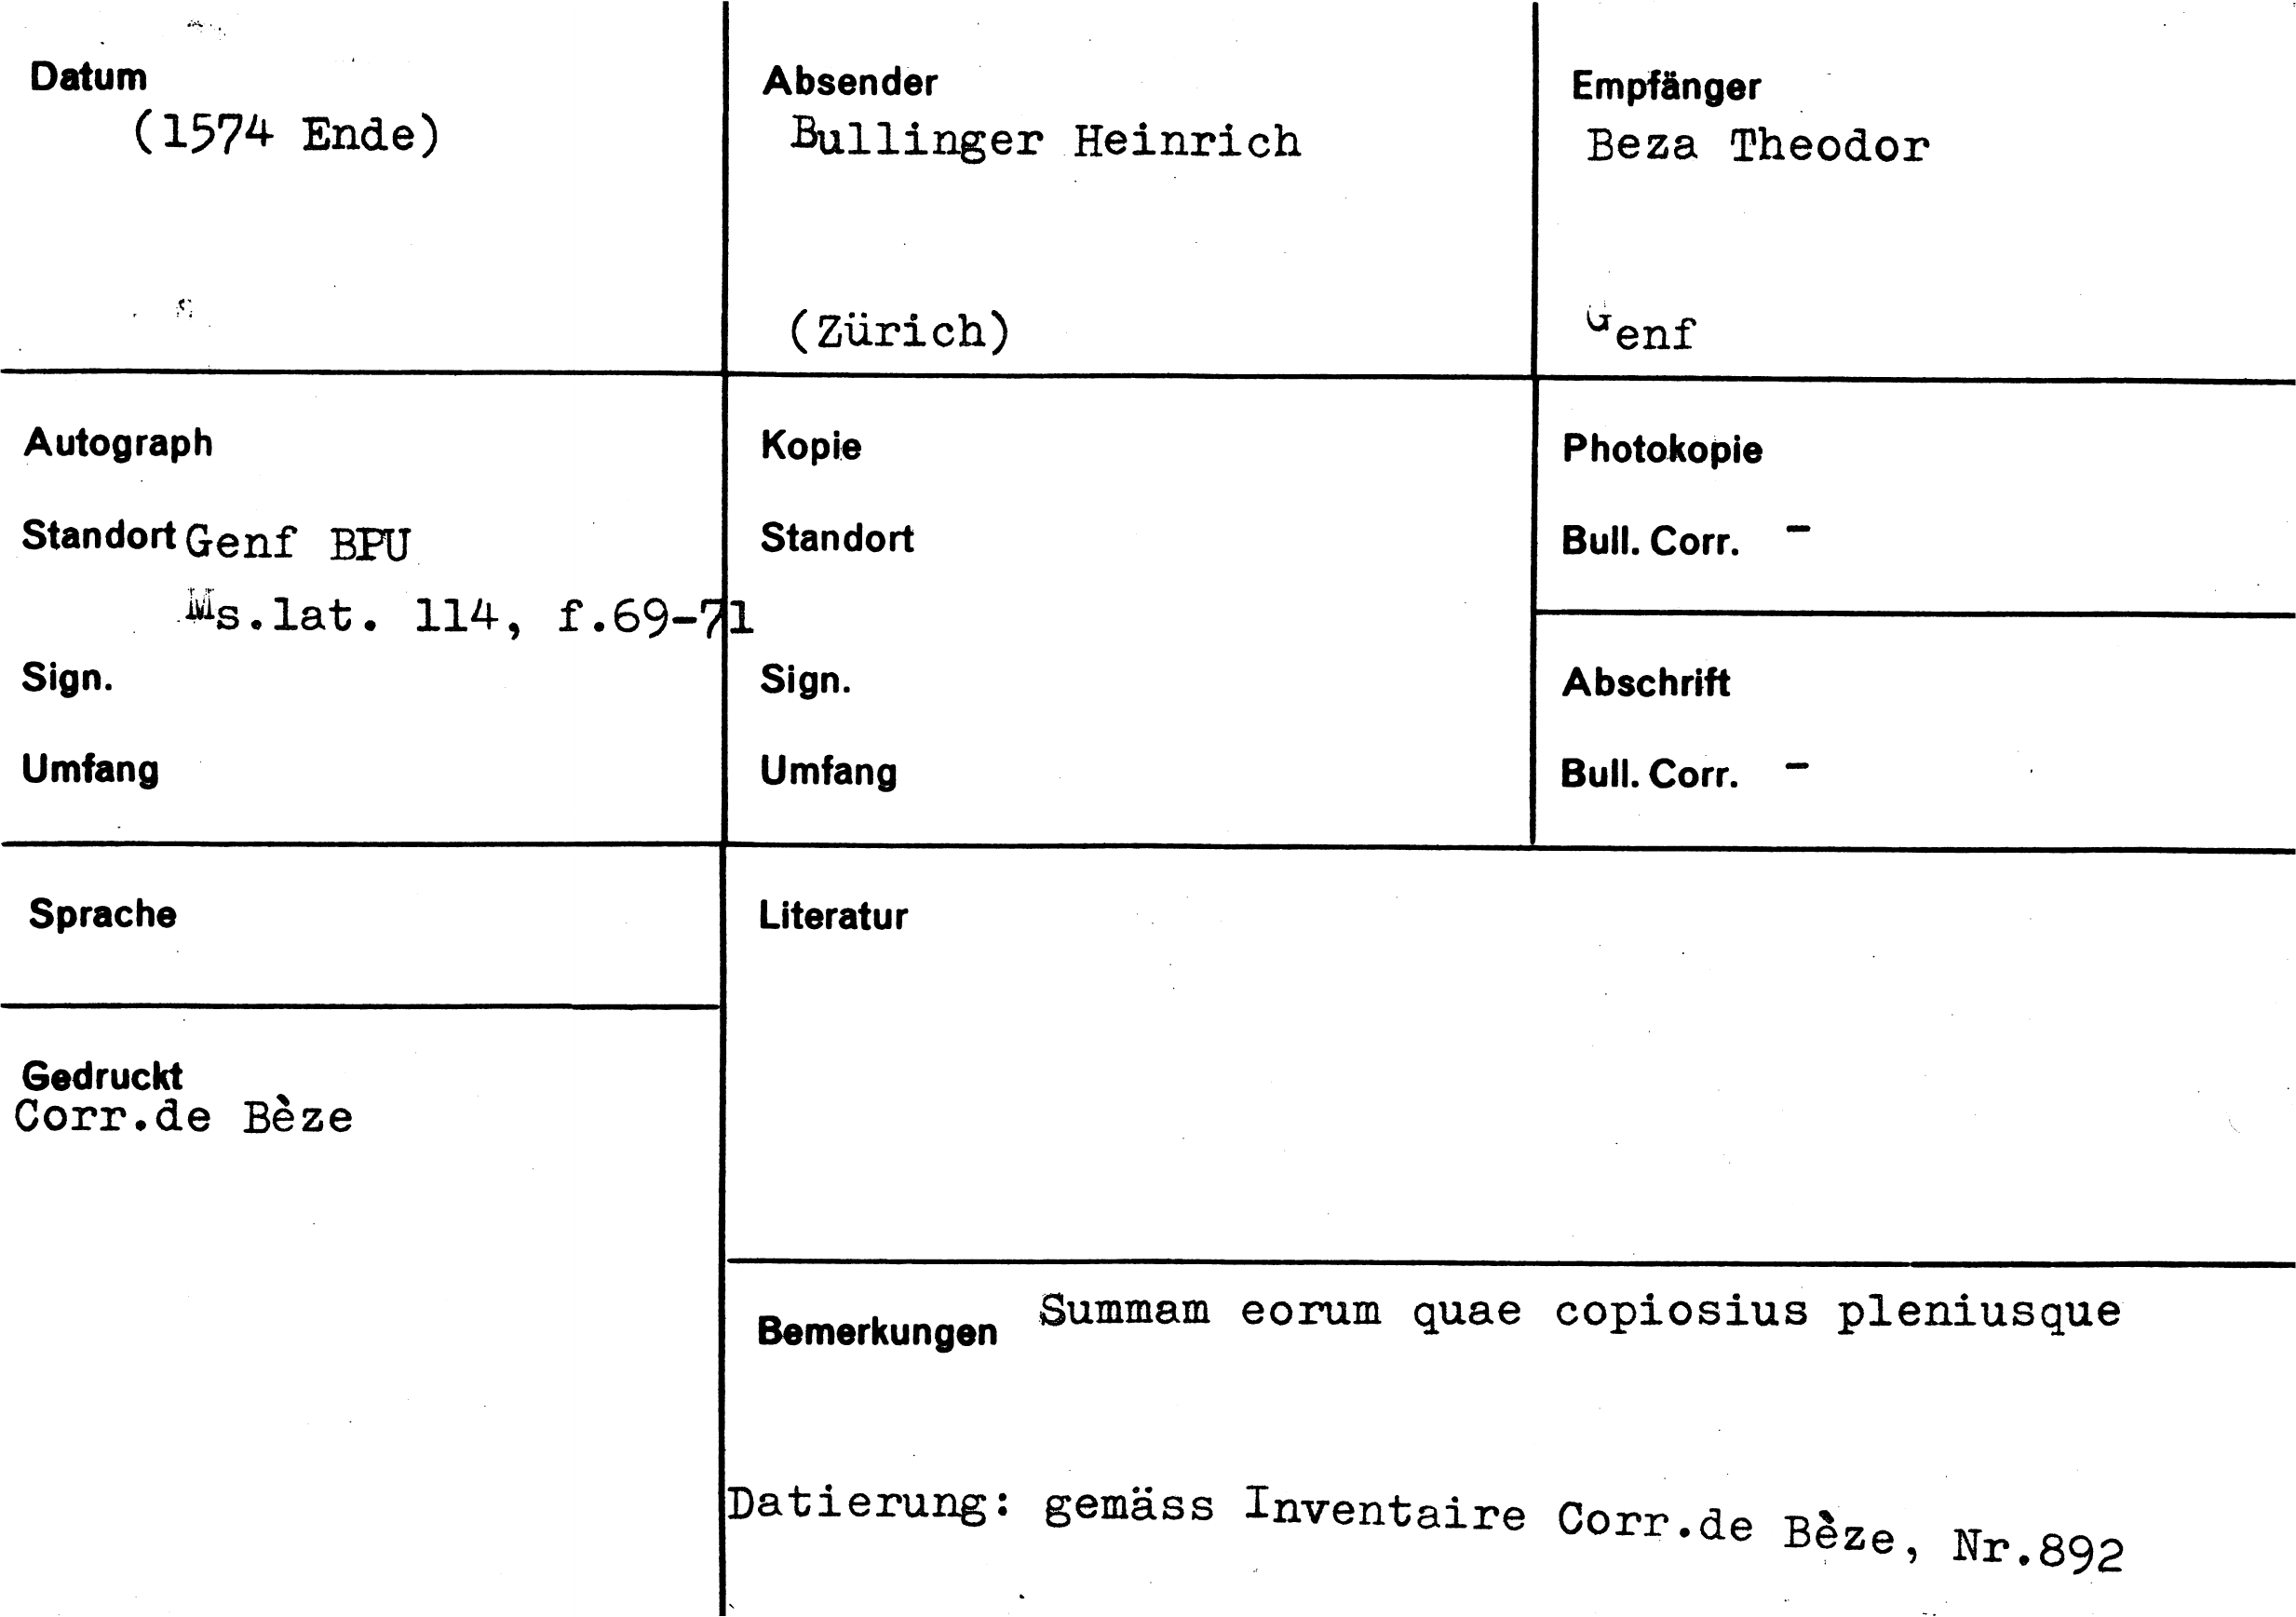 Datum
(1574 Ende)
Absender
Bullinger Heinrich
(Zürich)
Empfänger
Beza Theodor
Genf
Autograph
Standort Genf BPU
Ms.lat. 114, f.69-71
Sign.
Umfang
Kopie
Standort
Sign.
Umfang
Photokopie
Bull. Corr. -
Abschrift
Bull. Corr. -
Sprache
Gedruckt
Corr.de Bèze
Literatur
Bemerkungen Summam eorum quae copiosius pleniusque
Datierung: gemäss Inventaire Corr.de Bèze, Nr.892